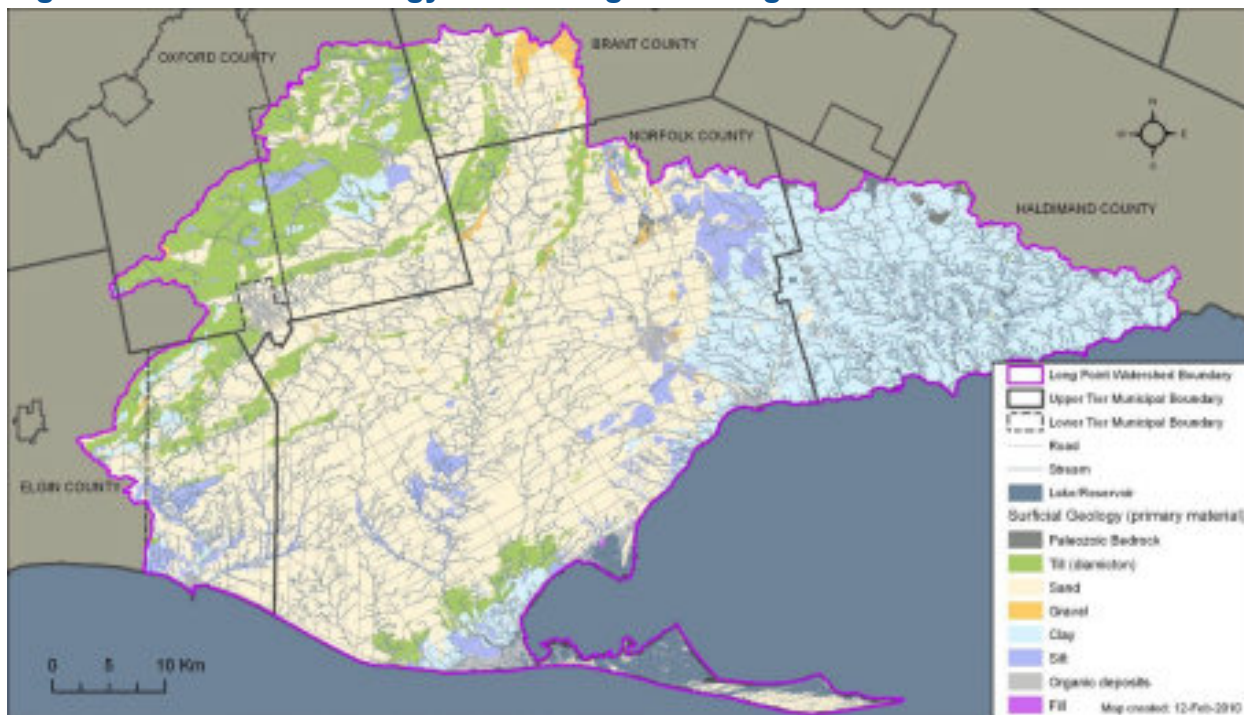 OXFORD COUNTY
BRANT COUNTY
NORFOLK COUNTY
HALDIMAND COUNTY
ELGIN COUNTY
N
W E
S
0 5 10 Km
Long Point Watershed Boundary
Upper Tier Municipal Boundary
Lower Tier Municipal Boundary
Road
Stream
Lake/Reservoir
Surficial Geology (primary material)
Paleozoic Bedrock
Till (diamicton)
Sand
Gravel
Clay
Silt
Organic deposits
Fill
Map created: 12-Feb-2010